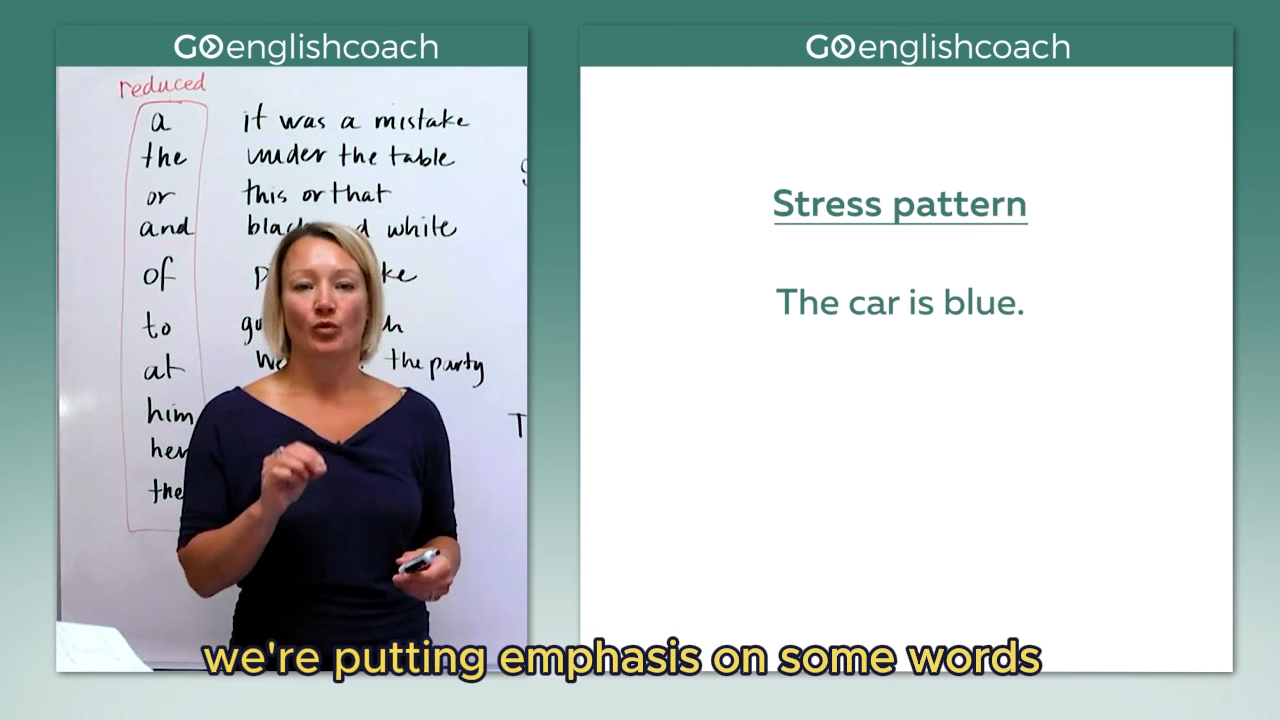 GOenglishcoach
GOenglishcoach
reduced
a it was a mistake
the under the table
or this or that
and white
of
to
at the party
him
her
Stress pattern
The car is blue.
we're putting emphasis on some words